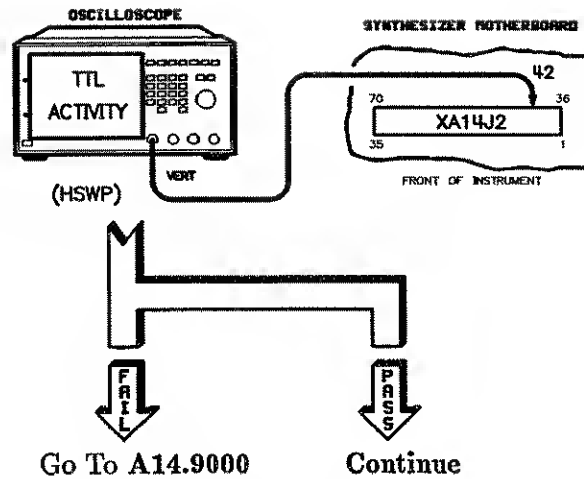 OSCILLOSCOPE
SYNTHESIZER MOTHERBOARD
TTL
ACTIVITY
42
70
36
XA14J2
35
1
VERT
FRONT OF INSTRUMENT
(HSWP)
FAIL
PASS
Go To A14.9000
Continue